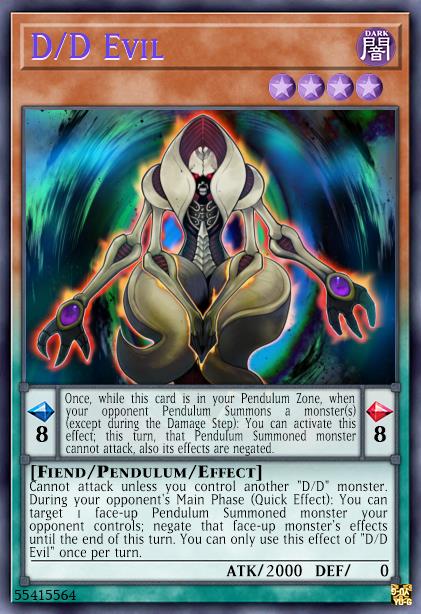 D/D Evil
DARK
闇
Once, while this card is in your Pendulum Zone, when
your opponent Pendulum Summons a monster(s)
(except during the Damage Step): You can activate
this effect; this turn, that Pendulum Summoned monster
cannot attack, also its effects are negated.
8
8
[Fiend/Pendulum/Effect]
Cannot attack unless you control another "D/D" monster.
During your opponent's Main Phase (Quick Effect): You can
target 1 face-up Pendulum Summoned monster your
opponent controls; negate that face-up monster's effects
until the end of this turn. You can only use this effect of "D/D
Evil" once per turn.
ATK/2000 DEF/ 0
55415564